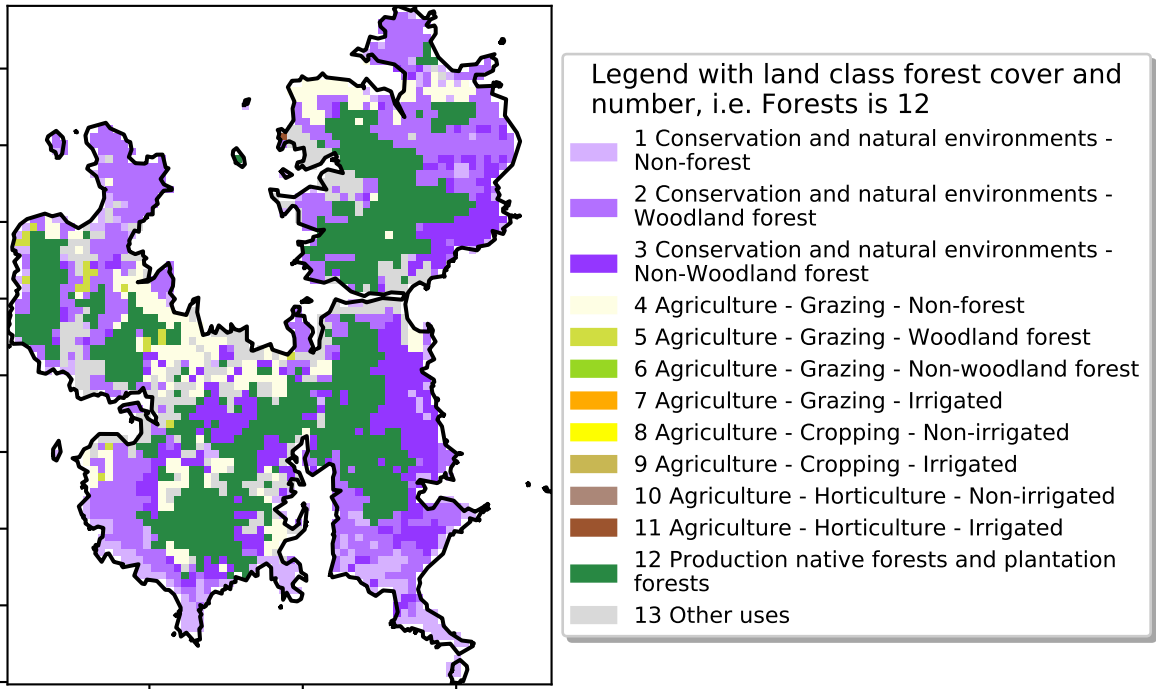 Legend with land class forest cover and
number, i.e. Forests is 12
1 Conservation and natural environments -
Non-forest
2 Conservation and natural environments -
Woodland forest
3 Conservation and natural environments -
Non-Woodland forest
4 Agriculture - Grazing - Non-forest
5 Agriculture - Grazing - Woodland forest
6 Agriculture - Grazing - Non-woodland forest
7 Agriculture - Grazing - Irrigated
8 Agriculture - Cropping - Non-irrigated
9 Agriculture - Cropping - Irrigated
10 Agriculture - Horticulture - Non-irrigated
11 Agriculture - Horticulture - Irrigated
12 Production native forests and plantation
forests
13 Other uses